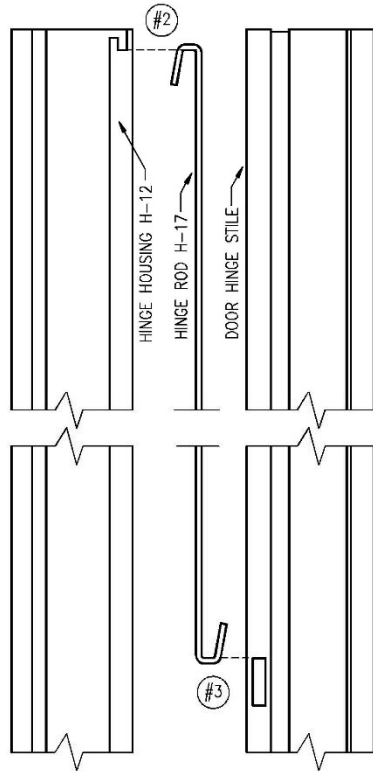 #2
HINGE HOUSING H-12
HINGE ROD H-17
DOOR HINGE STILE
#3